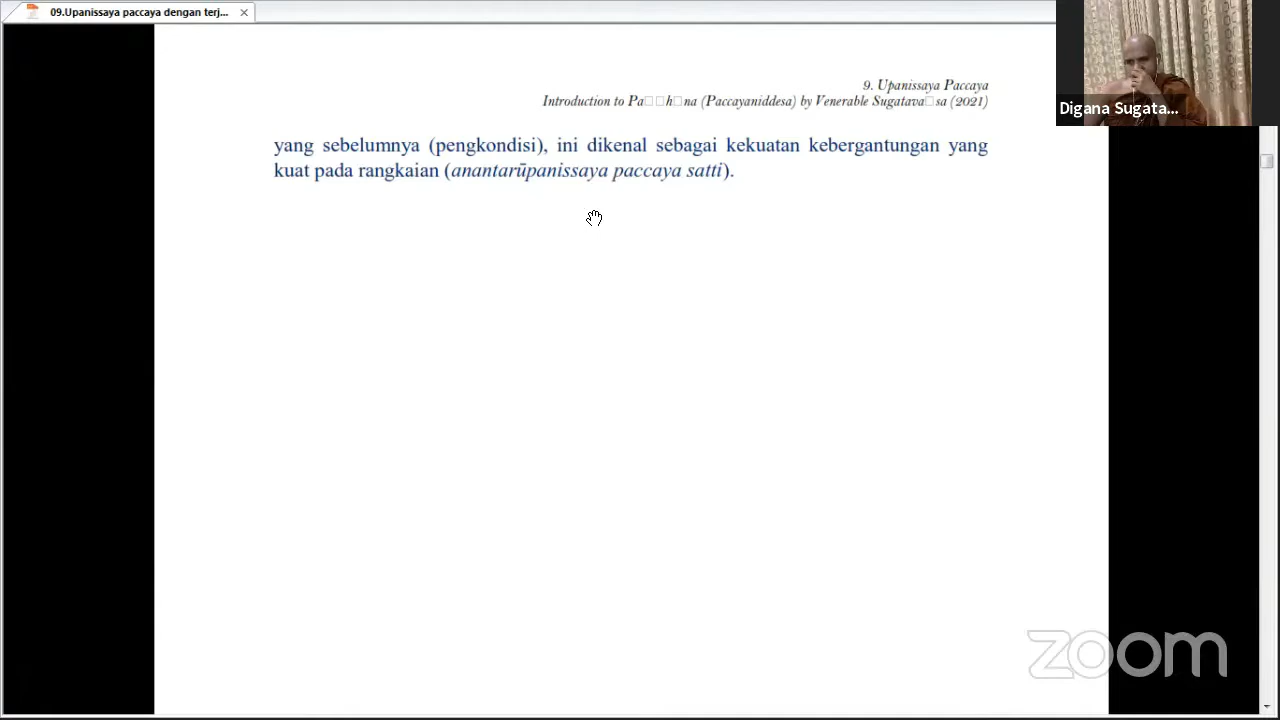 09.Upanissaya paccaya dengan terj...
9. Upanissaya Paccaya
Introduction to Pa□□h□na (Paccayaniddesa) by Venerable Sugatava□sa (2021)
Digana Sugata...
yang sebelumnya (pengkondisi), ini dikenal sebagai kekuatan kebergantungan yang
kuat pada rangkaian (anantarūpanissaya paccaya satti).
zoom